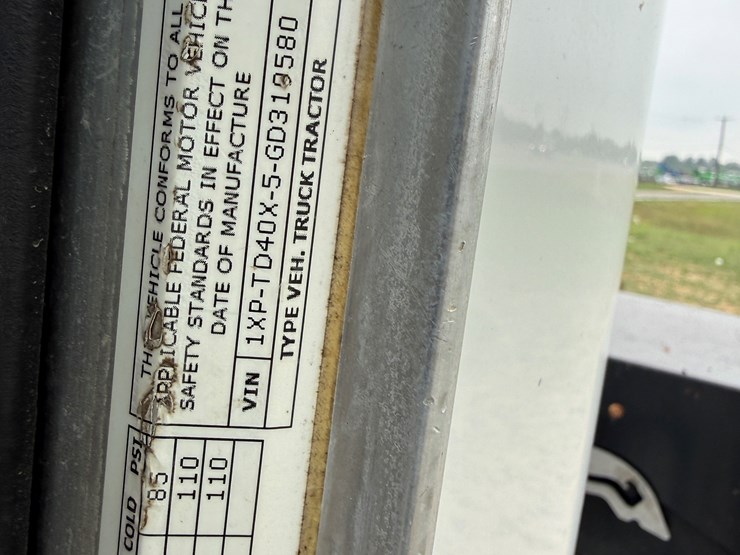 THE VEHICLE CONFORMS TO ALL
APPLICABLE FEDERAL MOTOR VEHIC
SAFETY STANDARDS IN EFFECT ON TH
DATE OF MANUFACTURE
VIN 1XP-TD40X-5-GD319580
TYPE VEH. TRUCK TRACTOR
COLD PSI
85
110
110